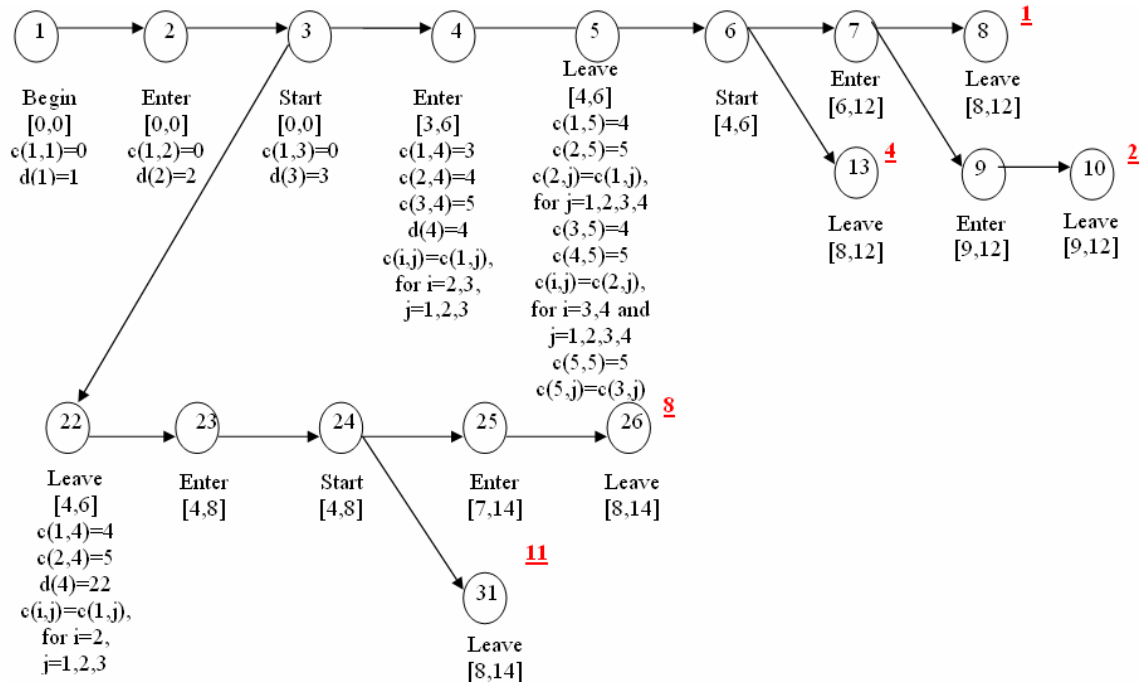 1
2
3
4
5
6
7
8
1
Begin
[0,0]
c(1,1)=0
d(1)=1
Enter
[0,0]
c(1,2)=0
d(2)=2
Start
[0,0]
c(1,3)=0
d(3)=3
Enter
[3,6]
c(1,4)=3
c(2,4)=4
c(3,4)=5
d(4)=4
c(i,j)=c(1,j),
for i=2,3,
j=1,2,3
Leave
[4,6]
c(1,5)=4
c(2,5)=5
c(2,j)=c(1,j),
for j=1,2,3,4
c(3,5)=4
c(4,5)=5
c(i,j)=c(2,j),
for i=3,4 and
j=1,2,3,4
c(5,5)=5
c(5,j)=c(3,j)
Start
[4,6]
Enter
[6,12]
Leave
[8,12]
13
4
Leave
[8,12]
9
Enter
[9,12]
10
2
Leave
[9,12]
22
23
24
25
26
8
Leave
[4,6]
c(1,4)=4
c(2,4)=5
d(4)=22
c(i,j)=c(1,j),
for i=2,
j=1,2,3
Enter
[4,8]
Start
[4,8]
Enter
[7,14]
Leave
[8,14]
11
31
Leave
[8,14]